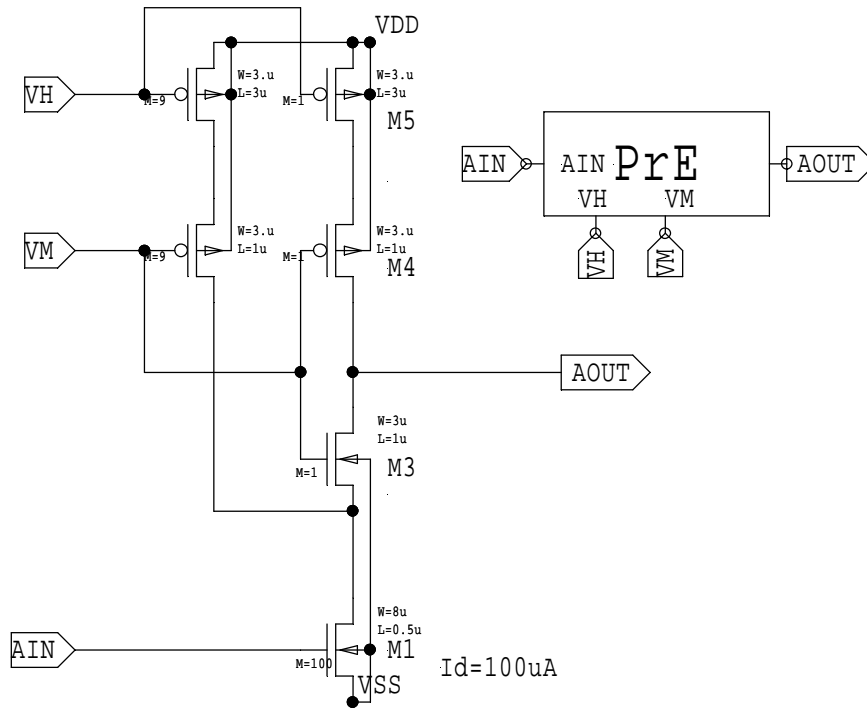 VDD
W=3.u
L=3u
W=3.u
L=3u
VH
M=9
M=1
M5
AIN
AIN PrE
AOUT
VH
VM
VH
VM
VM
W=3.u
L=1u
W=3.u
L=1u
M=9
M=1
M4
AOUT
W=3u
L=1u
M=1
M3
W=8u
L=0.5u
AIN
M=100
M1
Id=100uA
VSS